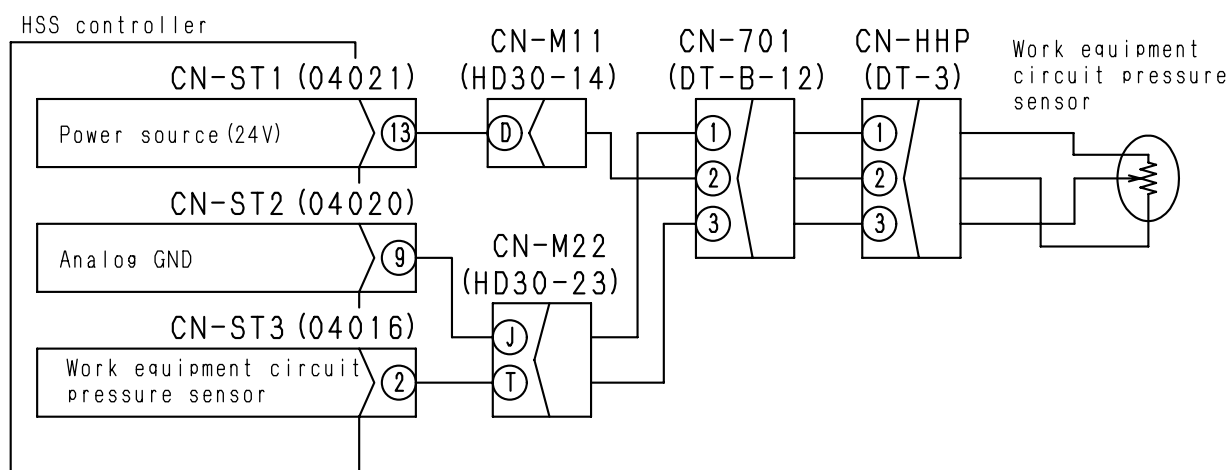 HSS controller
CN-ST1 (04021)
Power source (24V)
13
CN-ST2 (04020)
Analog GND
9
CN-ST3 (04016)
Work equipment circuit
pressure sensor
2
CN-M11
(HD30-14)
D
CN-M22
(HD30-23)
J
T
CN-701
(DT-B-12)
1
2
3
CN-HHP
(DT-3)
1
2
3
Work equipment
circuit pressure
sensor